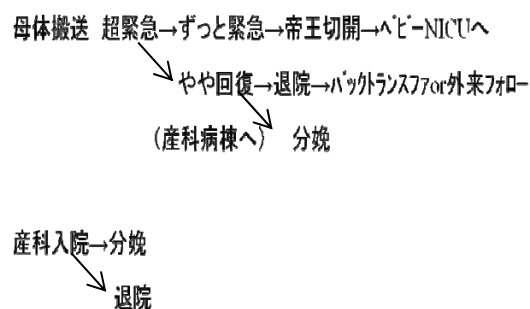 母体搬送 超緊急→ずっと緊急→帝王切開→ベビーNICUへ
やや回復→退院→バックトランスファor外来フォロー
(産科病棟へ) 分娩
産科入院→分娩
退院